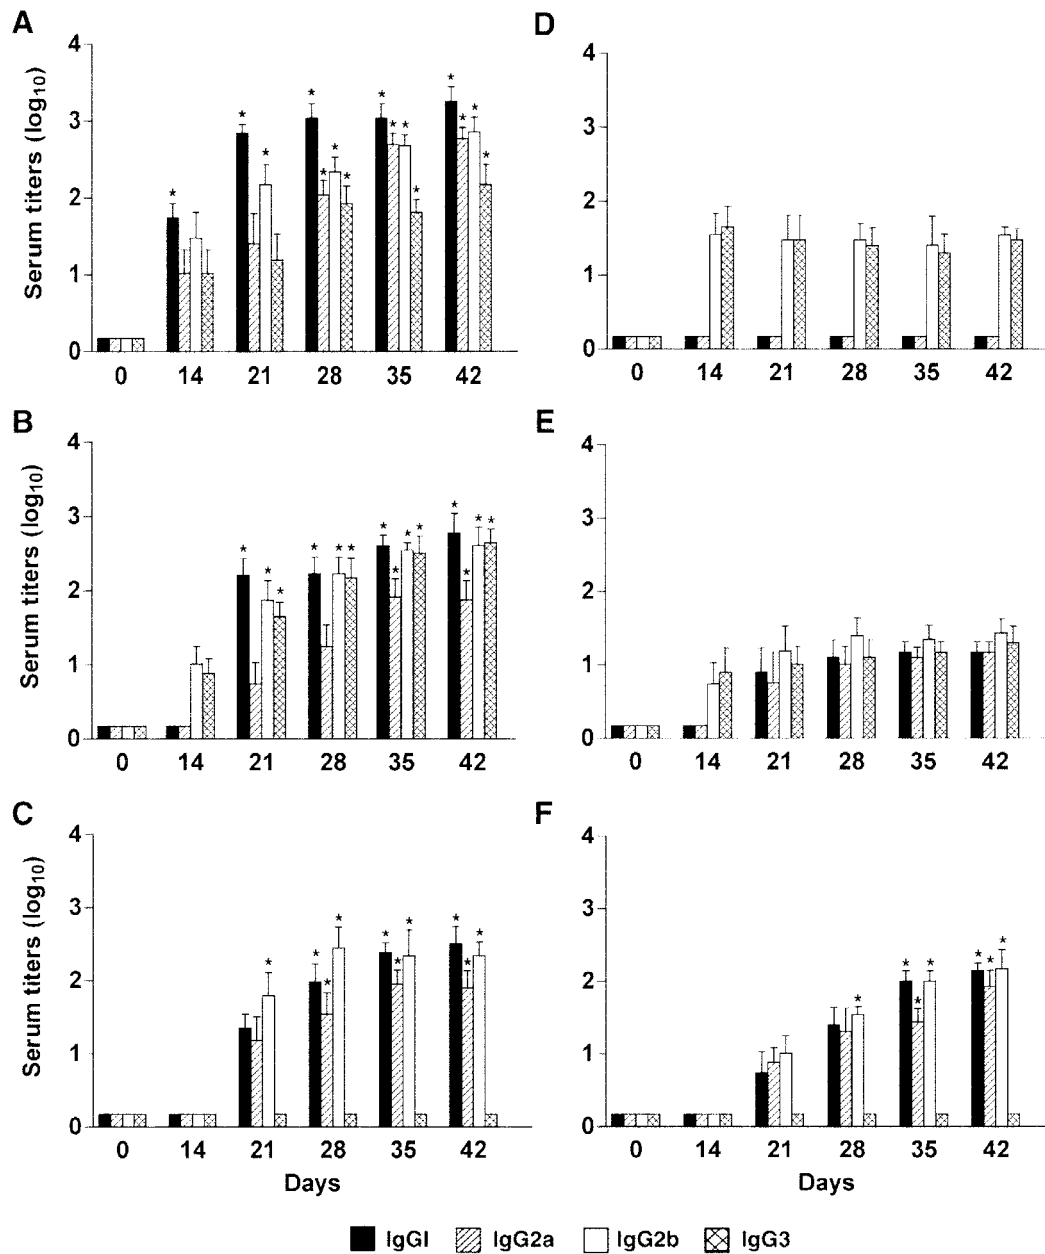 A
Serum titers (log10)
4
3
2
1
0
0 14 21 28 35 42
* * * * * * * * * * * * * * *
D
4
3
2
1
0 14 21 28 35 42
B
Serum titers (log10)
4
3
2
1
0
0 14 21 28 35 42
* * * * * * * * * * * * * *
E
4
3
2
1
0
0 14 21 28 35 42
C
Serum titers (log10)
4
3
2
1
0
0 14 21 28 35 42
* * * * * * * * * *
Days
F
4
3
2
1
0
0 14 21 28 35 42
* * * * * * *
Days
IgGI IgG2a IgG2b IgG3